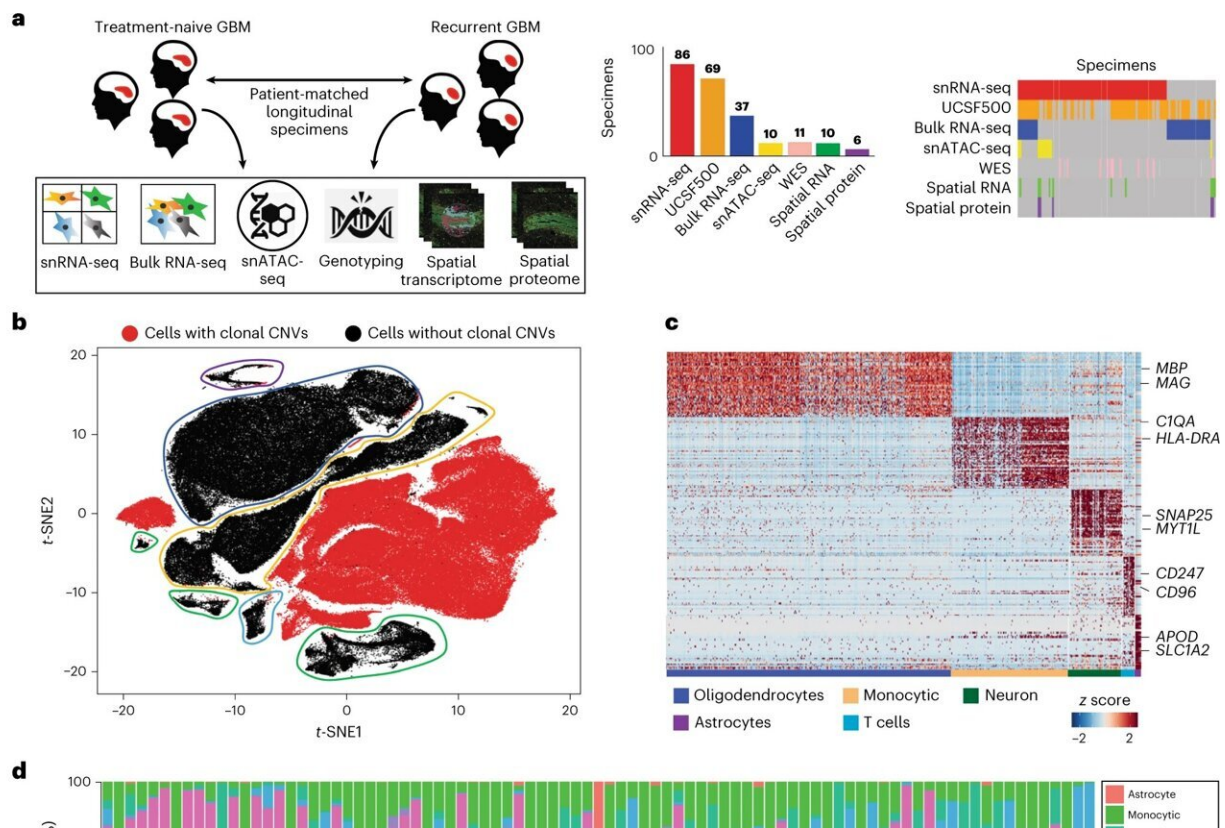 a
Treatment-naive GBM
Recurrent GBM
Patient-matched
longitudinal
specimens
snRNA-seq
Bulk RNA-seq
snATAC-
seq
Genotyping
Spatial
transcriptome
Spatial
proteome
Specimens
100
0
86
69
37
10
11
10
6
snRNA-seq
UCSF500
Bulk RNA-seq
snATAC-seq
WES
Spatial RNA
Spatial protein
Specimens
snRNA-seq
UCSF500
Bulk RNA-seq
snATAC-seq
WES
Spatial RNA
Spatial protein
b
Cells with clonal CNVs
Cells without clonal CNVs
t-SNE2
20
10
0
−10
−20
−20
−10
0
10
20
t-SNE1
c
MBP
MAG
C1QA
HLA-DRA
SNAP25
MYT1L
CD247
CD96
APOD
SLC1A2
Oligodendrocytes
Monocytic
Neuron
Astrocytes
T cells
z score
−2
2
d
100
Astrocyte
Monocytic